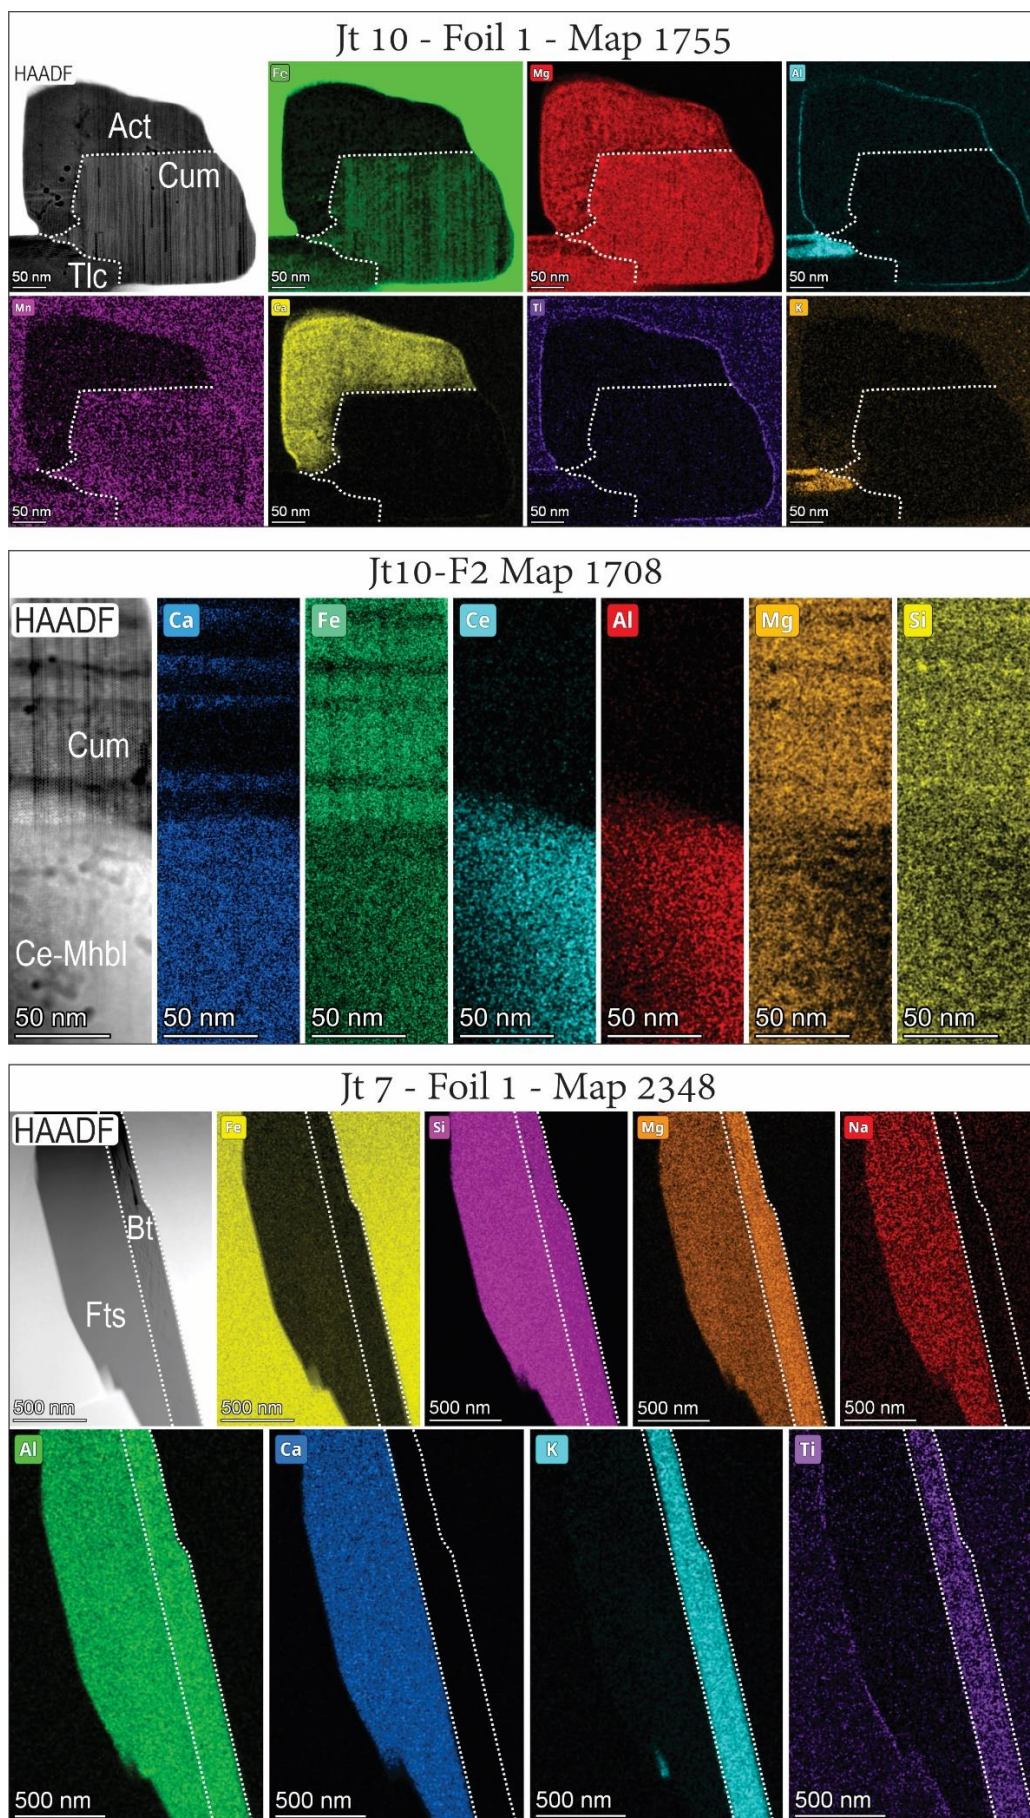 Jt 10 - Foil 1 - Map 1755
HAADF
Act
Cum
Tlc
50 nm
Fe
50 nm
Mg
50 nm
Al
50 nm
Mn
50 nm
Ca
50 nm
Ti
50 nm
K
50 nm
Jt10-F2 Map 1708
HAADF
Cum
Ce-Mhbl
50 nm
Ca
50 nm
Fe
50 nm
Ce
50 nm
Al
50 nm
Mg
50 nm
Si
50 nm
Jt 7 - Foil 1 - Map 2348
HAADF
Bt
Fts
500 nm
Fe
500 nm
Si
500 nm
Mg
500 nm
Na
500 nm
Al
500 nm
Ca
500 nm
K
500 nm
Ti
500 nm